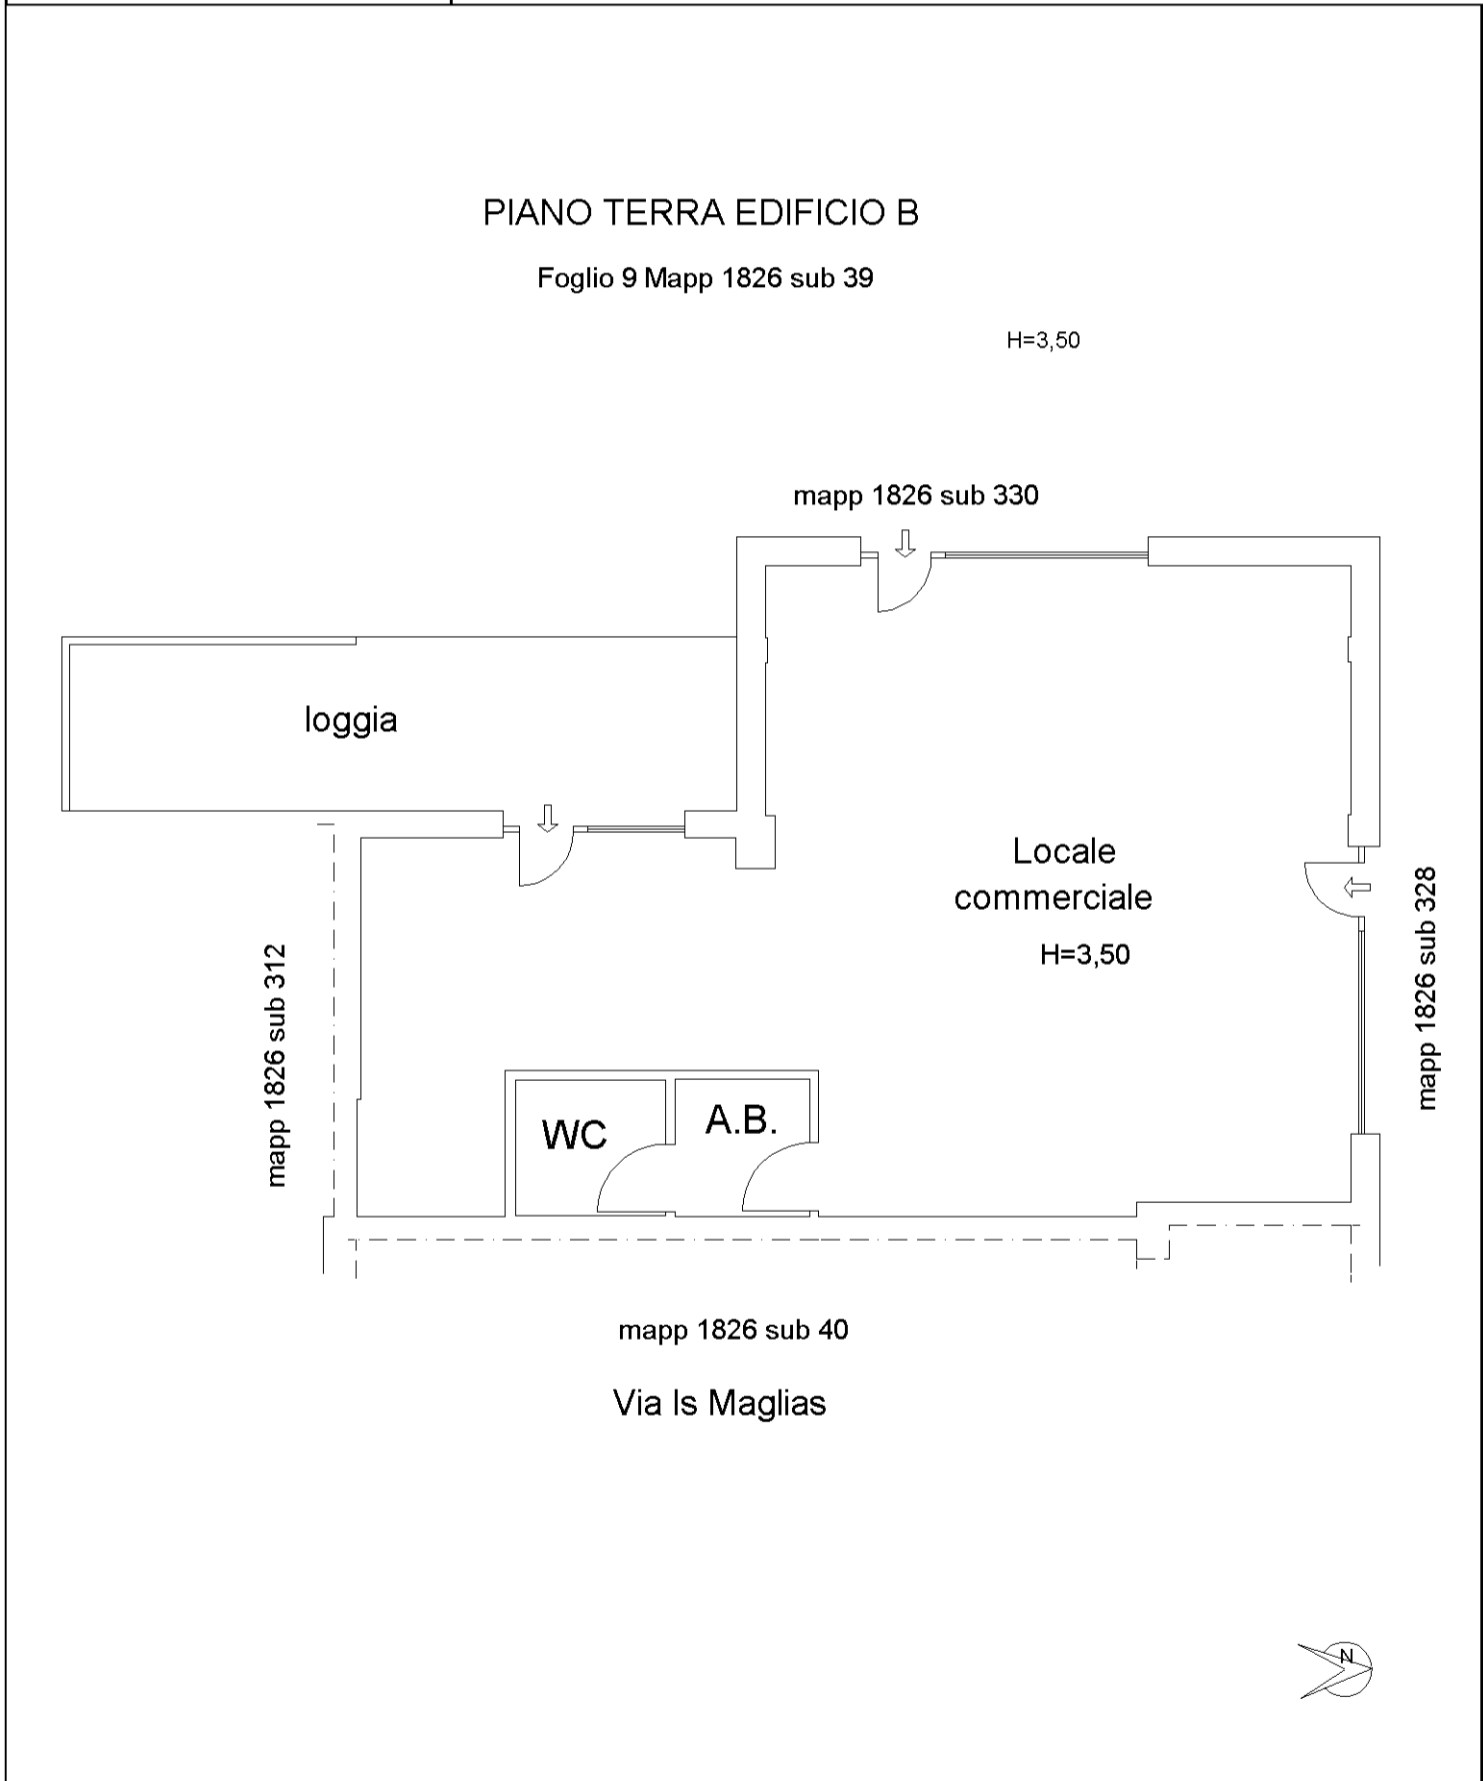 PIANO TERRA EDIFICIO B
Foglio 9 Mapp 1826 sub 39
H=3,50
mapp 1826 sub 330
loggia
Locale
commerciale
H=3,50
mapp 1826 sub 328
mapp 1826 sub 312
WC
A.B.
mapp 1826 sub 40
Via Is Maglias
N